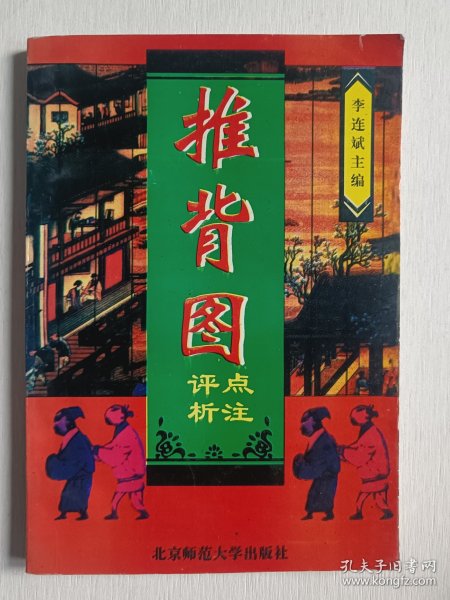 推背图
点注
评析
李连斌主编
北京师范大学出版社
孔夫子旧书网
www.kongfz.com